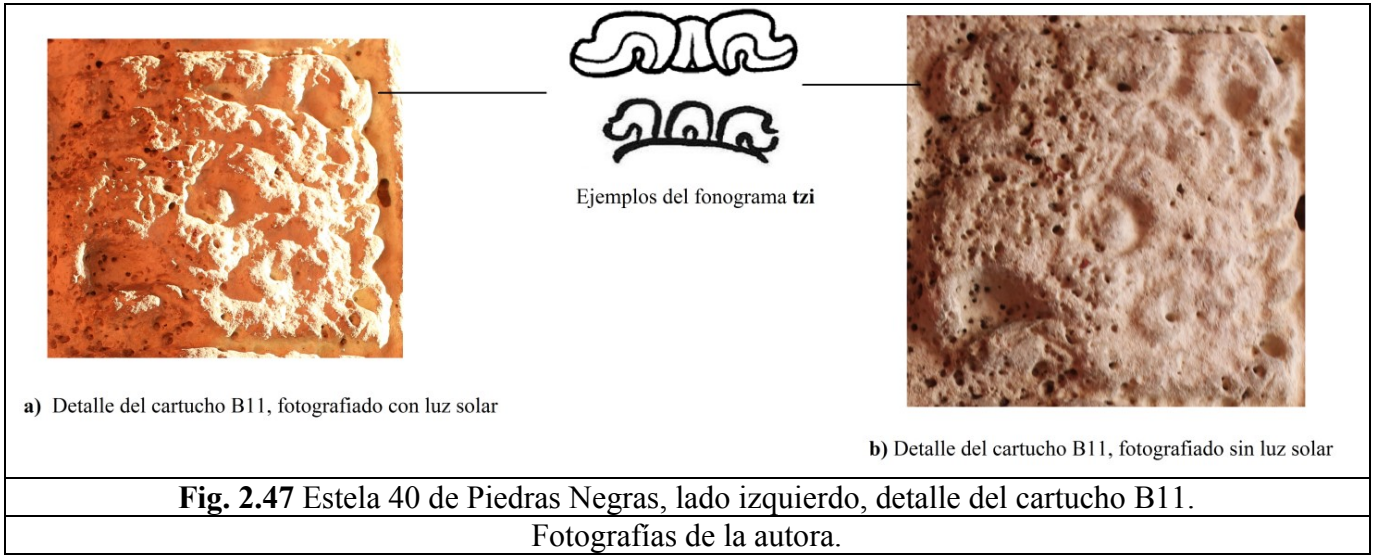 Ejemplos del fonograma tzi
a) Detalle del cartucho B11, fotografiado con luz solar
b) Detalle del cartucho B11, fotografiado sin luz solar
Fig. 2.47 Estela 40 de Piedras Negras, lado izquierdo, detalle del cartucho B11.
Fotografías de la autora.